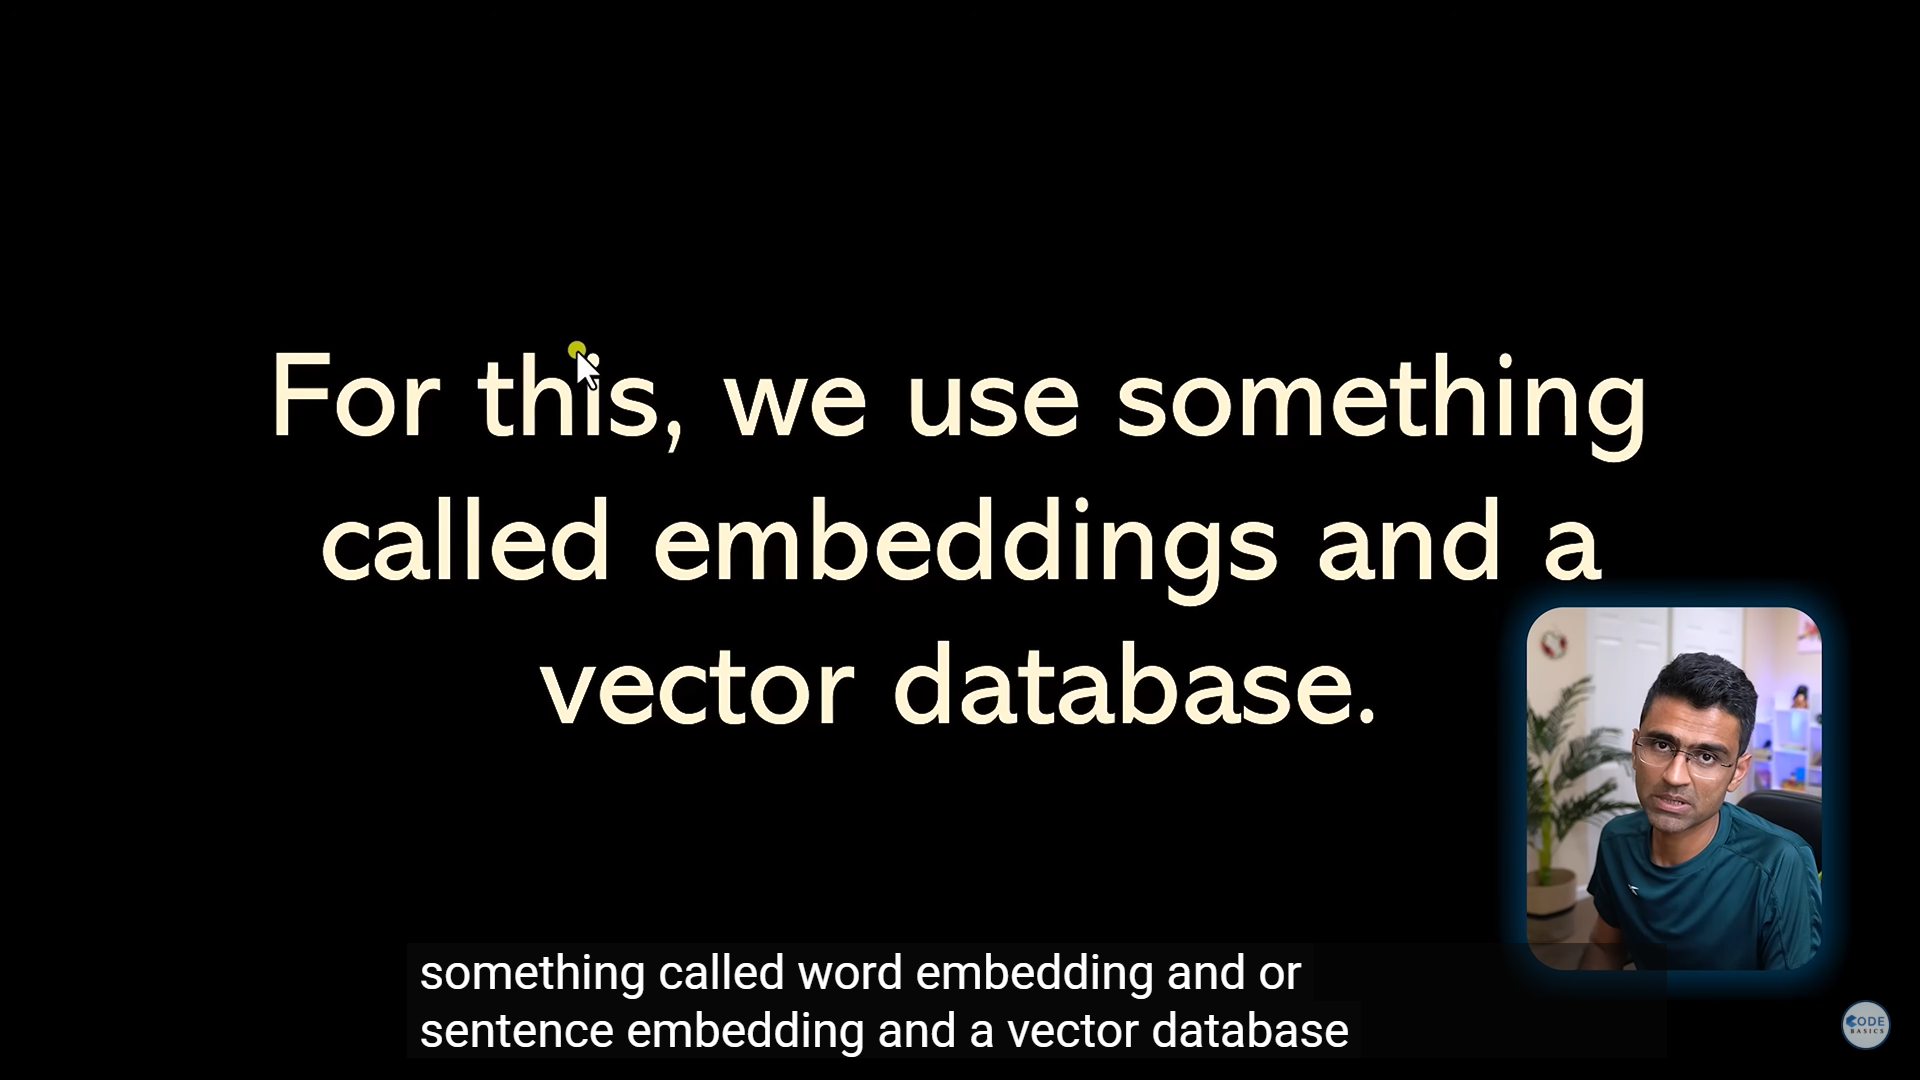 For this, we use something
called embeddings and a
vector database.
something called word embedding and or
sentence embedding and a vector database
CODE
BASICS